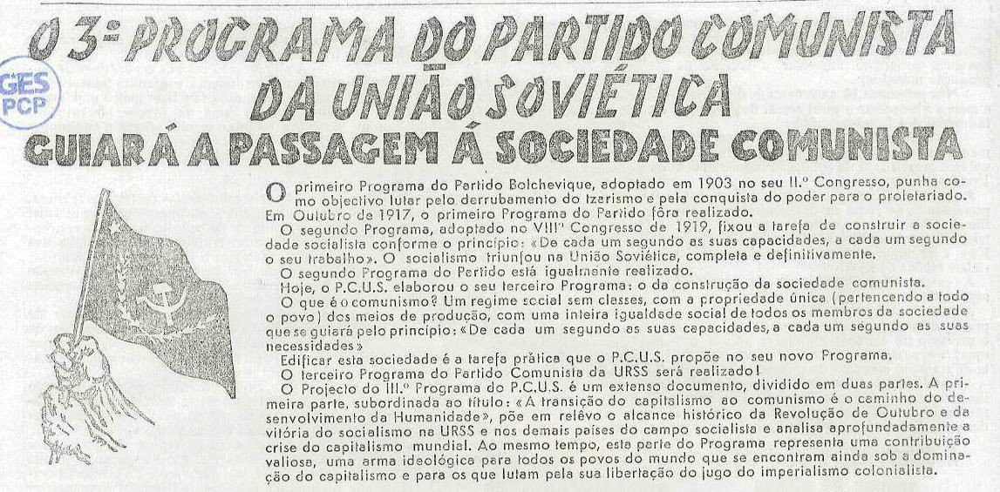 O 3º PROGRAMA DO PARTIDO COMUNISTA
DA UNIÃO SOVIÉTICA
GUIARÁ A PASSAGEM Á SOCIEDADE COMUNISTA
GES
PCP
O primeiro Programa do Partido Bolchevique, adoptado em 1903 no seu II.º Congresso, punha co-
mo objectivo lutar pelo derrubamento do tzarismo e pela conquista do poder para o proletariado.
Em Outubro de 1917, o primeiro Programa do Partido fôra realizado.
O segundo Programa, adoptado no VIIIº Congresso de 1919, fixou a tarefa de construir a socie-
dade socialista conforme o princípio: «De cada um segundo as suas capacidades, a cada um segundo
o seu trabalho». O socialismo triunfou na União Soviética, completa e definitivamente.
O segundo Programa do Partido está igualmente realizado.
Hoje, o P.C.U.S. elaborou o seu terceiro Programa: o da construção da sociedade comunista.
O que é o comunismo? Um regime social sem classes, com a propriedade única (pertencendo a todo
o povo) dos meios de produção, com uma inteira igualdade social de todos os membros da sociedade
que se guiará pelo princípio: «De cada um segundo as suas capacidades, a cada um segundo as suas
necessidades»
Edificar esta sociedade é a tarefa prática que o P.C.U.S. propõe no seu novo Programa.
O terceiro Programa do Partido Comunista da URSS será realizado!
O Projecto do III.º Programa do P.C.U.S. é um extenso documento, dividido em duas partes. A pri-
meira parte, subordinada ao título: «A transição do capitalismo ao comunismo é o caminho do de-
senvolvimento da Humanidade», põe em relêvo o alcance histórico da Revolução de Outubro e da
vitória do socialismo na URSS e nos demais países do campo socialista e analisa aprofundadamente a
crise do capitalismo mundial. Ao mesmo tempo, esta parte do Programa representa uma contribuição
valiosa, uma arma ideológica para todos os povos do mundo que se encontram ainda sob a domina-
ção do capitalismo e para os que lutam pela sua libertação do jugo do imperialismo colonialista.